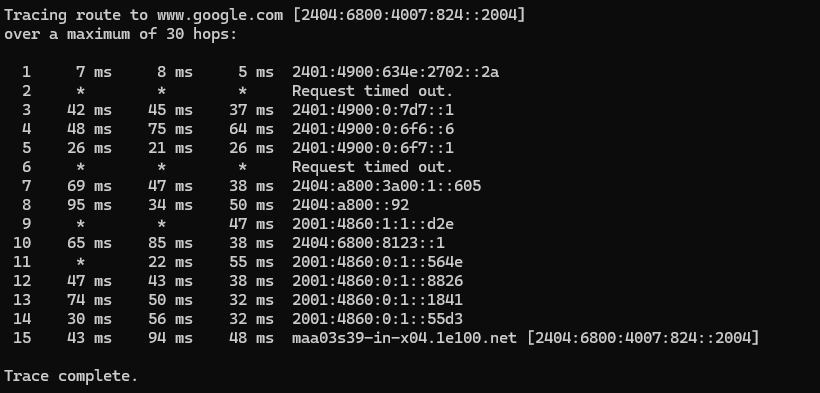 Tracing route to www.google.com [2404:6800:4007:824::2004]
over a maximum of 30 hops:
1 7 ms 8 ms 5 ms 2401:4900:634e:2702::2a
2 * * * Request timed out.
3 42 ms 45 ms 37 ms 2401:4900:0:7d7::1
4 48 ms 75 ms 64 ms 2401:4900:0:6f6::6
5 26 ms 21 ms 26 ms 2401:4900:0:6f7::1
6 * * * Request timed out.
7 69 ms 47 ms 38 ms 2404:a800:3a00:1::605
8 95 ms 34 ms 50 ms 2404:a800::92
9 * * 47 ms 2001:4860:1:1::d2e
10 65 ms 85 ms 38 ms 2404:6800:8123::1
11 * 22 ms 55 ms 2001:4860:0:1::564e
12 47 ms 43 ms 38 ms 2001:4860:0:1::8826
13 74 ms 50 ms 32 ms 2001:4860:0:1::1841
14 30 ms 56 ms 32 ms 2001:4860:0:1::55d3
15 43 ms 94 ms 48 ms maa03s39-in-x04.1e100.net [2404:6800:4007:824::2004]
Trace complete.